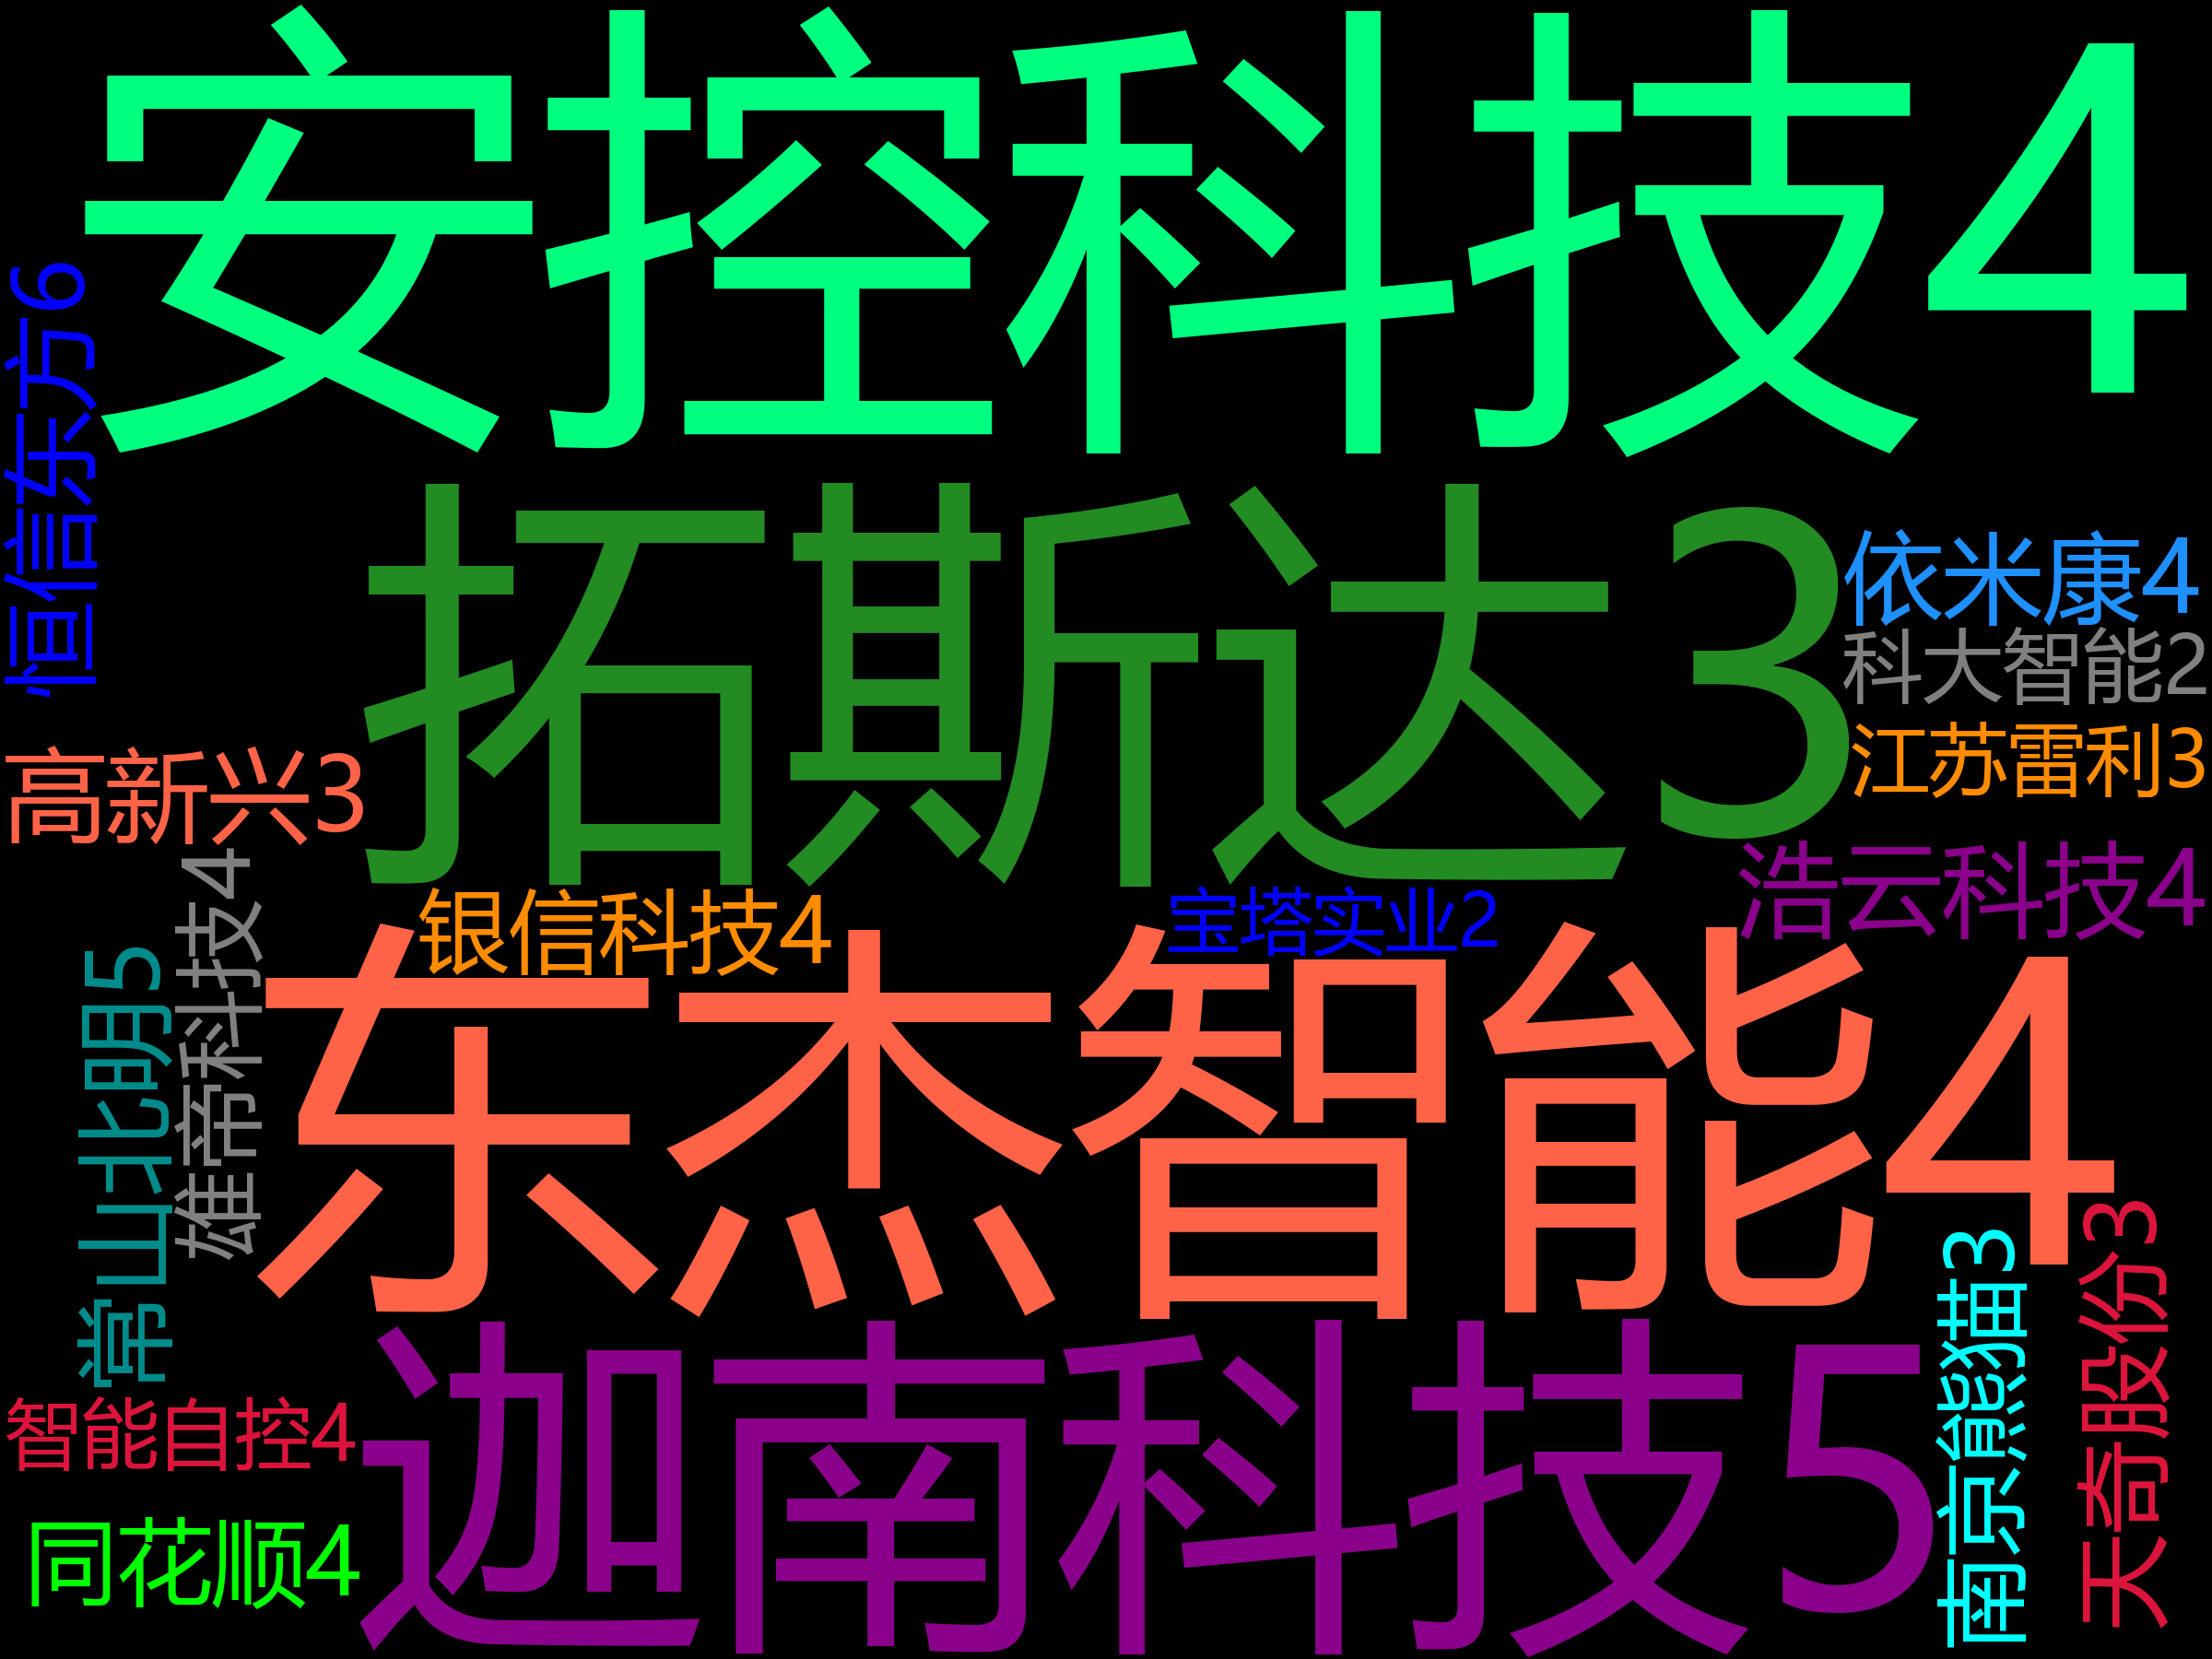 安控科技4
恒信东方6
拓斯达3
依米康4
科大智能2
江苏雷利3
高新兴3
浩云科技4
银信科技4
宝塔实业2
雄帝科技4
常山北明5
东杰智能4
天奇股份3
南京熊猫3
迦南科技5
智能自控4
同花顺4